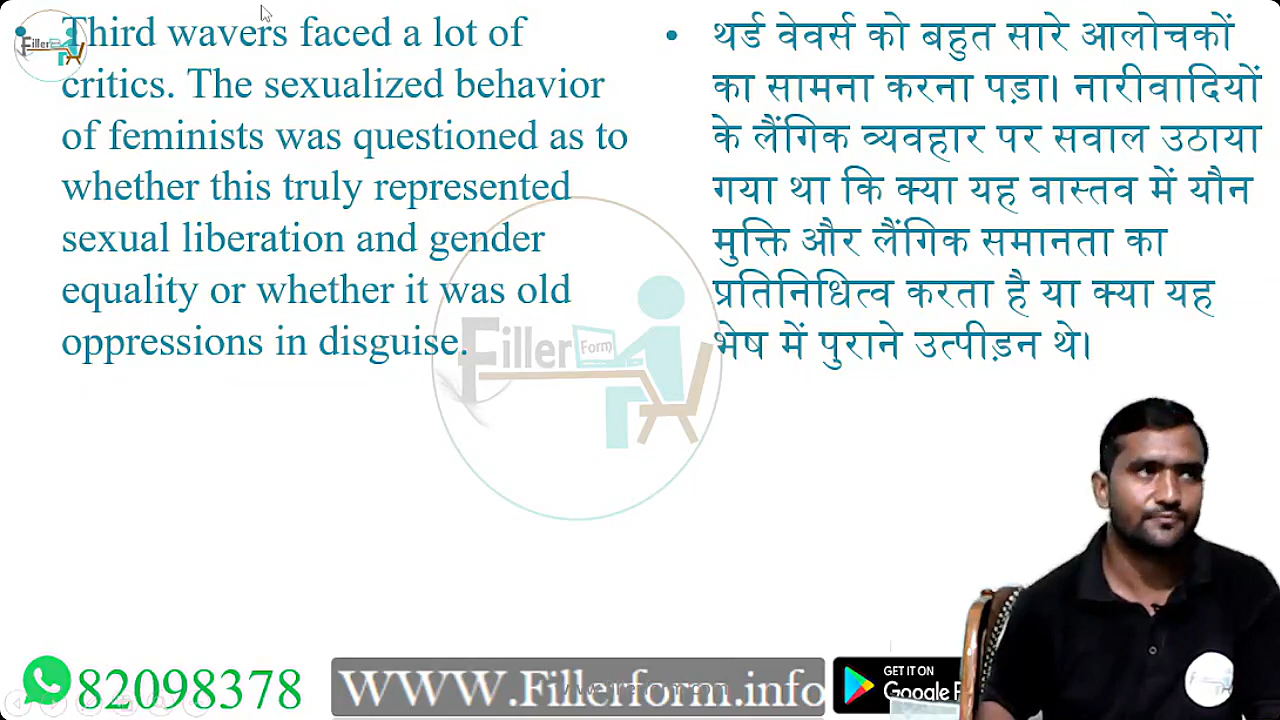 • Third wavers faced a lot of
critics. The sexualized behavior
of feminists was questioned as to
whether this truly represented
sexual liberation and gender
equality or whether it was old
oppressions in disguise.
• थर्ड वेवर्स को बहुत सारे आलोचकों
का सामना करना पड़ा। नारीवादियों
के लैंगिक व्यवहार पर सवाल उठाया
गया था कि क्या यह वास्तव में यौन
मुक्ति और लैंगिक समानता का
प्रतिनिधित्व करता है या क्या यह
भेष में पुराने उत्पीड़न थे।
Filler
Filler Form
82098378
www.Fillerform.info
GET IT ON
Google